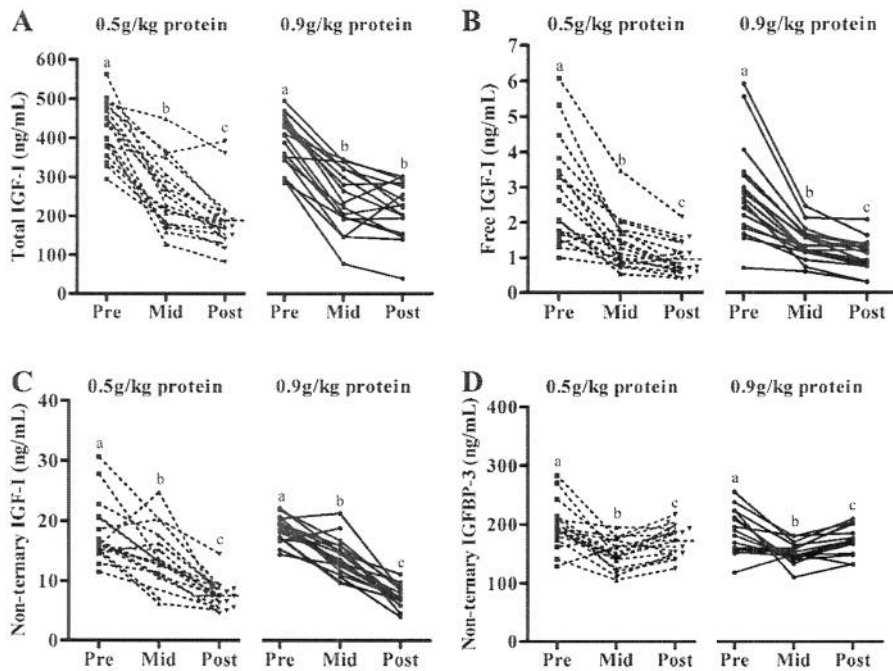 A
0.5g/kg protein
0.9g/kg protein
Total IGF-I (ng/mL)
600
500
400
300
200
100
0
a
b
c
a
b
b
Pre
Mid
Post
Pre
Mid
Post
B
0.5g/kg protein
0.9g/kg protein
Free IGF-I (ng/mL)
7
6
5
4
3
2
1
0
a
b
c
a
b
c
Pre
Mid
Post
Pre
Mid
Post
C
0.5g/kg protein
0.9g/kg protein
Non-ternary IGF-I (ng/mL)
40
30
20
10
0
a
b
c
a
b
c
Pre
Mid
Post
Pre
Mid
Post
D
0.5g/kg protein
0.9g/kg protein
Non-ternary IGFBP-3 (ng/mL)
400
300
200
100
0
a
b
c
a
b
c
Pre
Mid
Post
Pre
Mid
Post